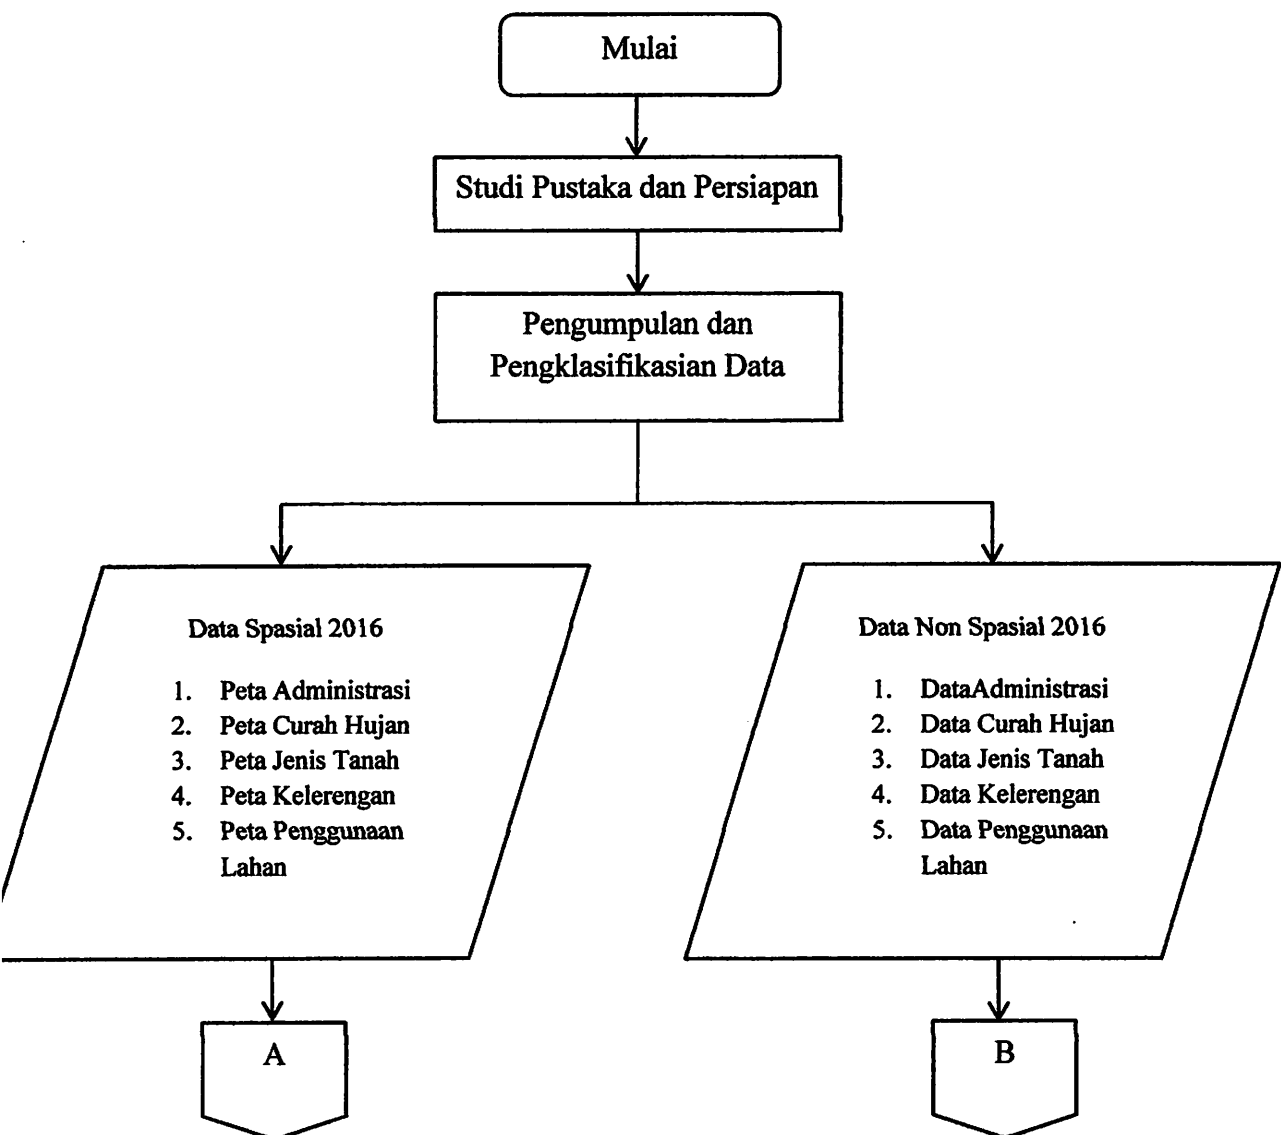 Mulai
Studi Pustaka dan Persiapan
Pengumpulan dan
Pengklasifikasian Data
Data Spasial 2016
1. Peta Administrasi
2. Peta Curah Hujan
3. Peta Jenis Tanah
4. Peta Kelerengan
5. Peta Penggunaan
Lahan
Data Non Spasial 2016
1. DataAdministrasi
2. Data Curah Hujan
3. Data Jenis Tanah
4. Data Kelerengan
5. Data Penggunaan
Lahan
A
B